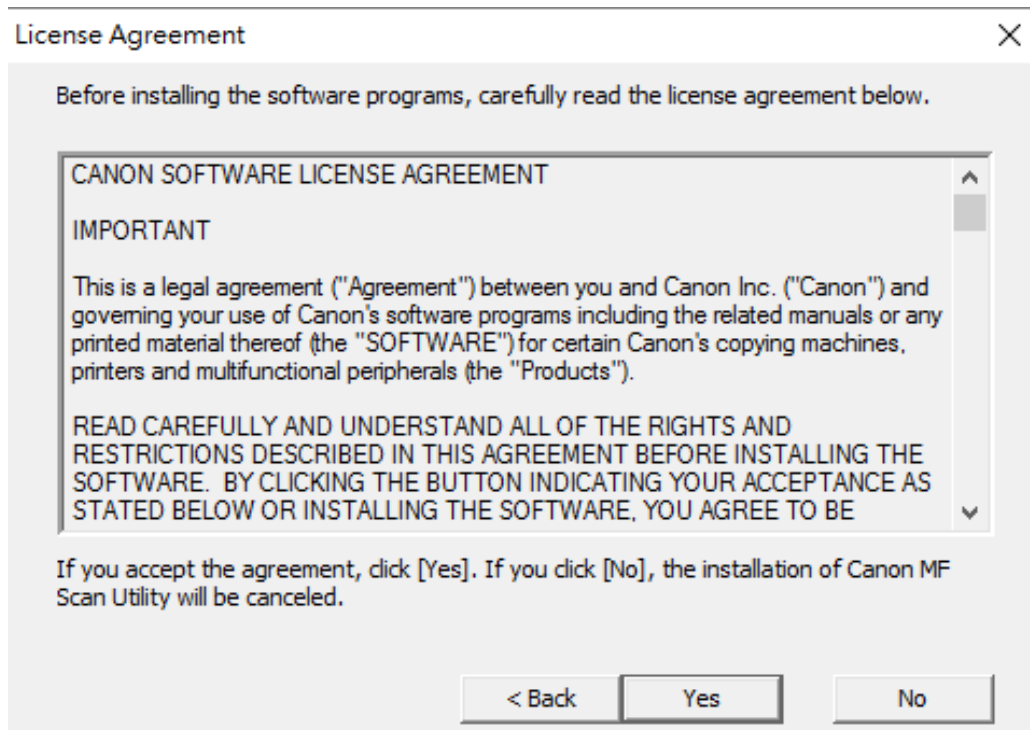 License Agreement
Before installing the software programs, carefully read the license agreement below.
CANON SOFTWARE LICENSE AGREEMENT
IMPORTANT
This is a legal agreement ("Agreement") between you and Canon Inc. ("Canon") and
governing your use of Canon's software programs including the related manuals or any
printed material thereof (the "SOFTWARE") for certain Canon's copying machines,
printers and multifunctional peripherals (the "Products").
READ CAREFULLY AND UNDERSTAND ALL OF THE RIGHTS AND
RESTRICTIONS DESCRIBED IN THIS AGREEMENT BEFORE INSTALLING THE
SOFTWARE.  BY CLICKING THE BUTTON INDICATING YOUR ACCEPTANCE AS
STATED BELOW OR INSTALLING THE SOFTWARE, YOU AGREE TO BE
If you accept the agreement, click [Yes]. If you click [No], the installation of Canon MF
Scan Utility will be canceled.
< Back
Yes
No